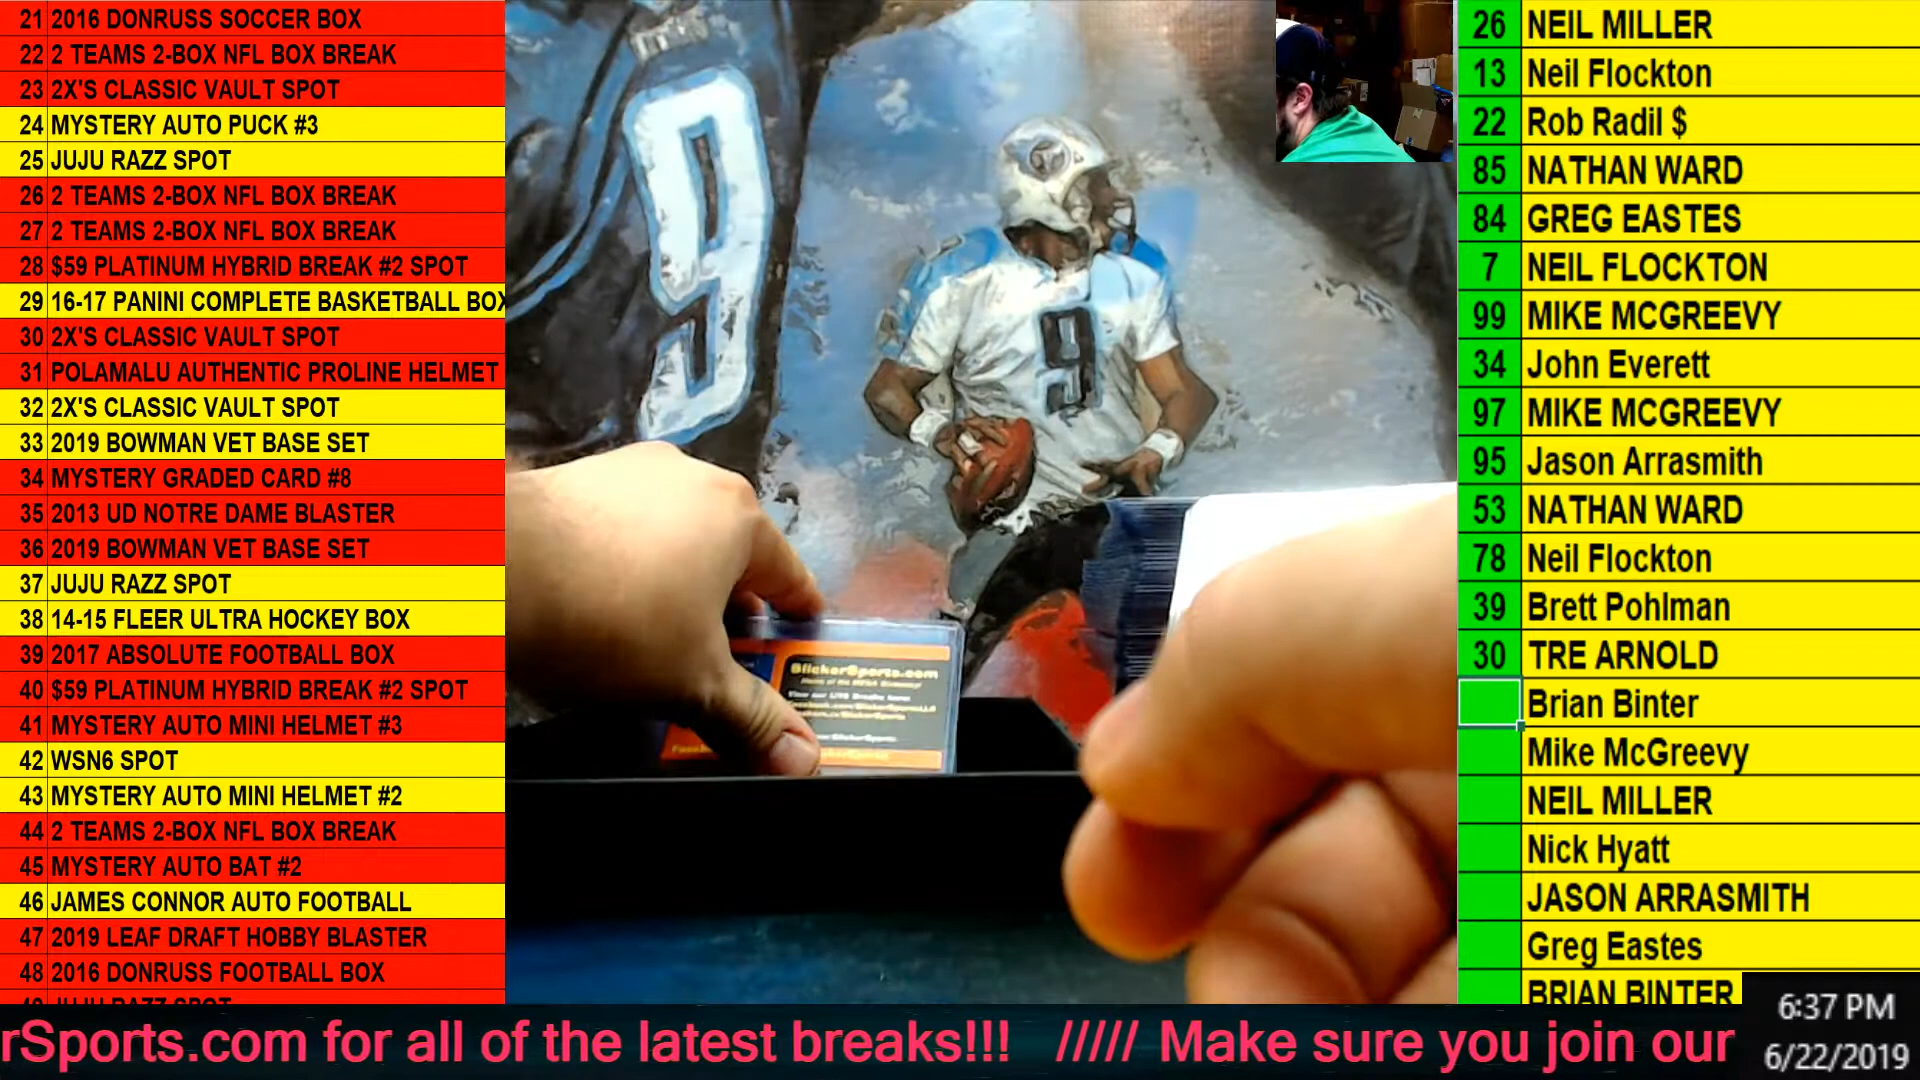 21 2016 DONRUSS SOCCER BOX
22 2 TEAMS 2-BOX NFL BOX BREAK
23 2X'S CLASSIC VAULT SPOT
24 MYSTERY AUTO PUCK #3
25 JUJU RAZZ SPOT
26 2 TEAMS 2-BOX NFL BOX BREAK
27 2 TEAMS 2-BOX NFL BOX BREAK
28 $59 PLATINUM HYBRID BREAK #2 SPOT
29 16-17 PANINI COMPLETE BASKETBALL BOX
30 2X'S CLASSIC VAULT SPOT
31 POLAMALU AUTHENTIC PROLINE HELMET
32 2X'S CLASSIC VAULT SPOT
33 2019 BOWMAN VET BASE SET
34 MYSTERY GRADED CARD #8
35 2013 UD NOTRE DAME BLASTER
36 2019 BOWMAN VET BASE SET
37 JUJU RAZZ SPOT
38 14-15 FLEER ULTRA HOCKEY BOX
39 2017 ABSOLUTE FOOTBALL BOX
40 $59 PLATINUM HYBRID BREAK #2 SPOT
41 MYSTERY AUTO MINI HELMET #3
42 WSN6 SPOT
43 MYSTERY AUTO MINI HELMET #2
44 2 TEAMS 2-BOX NFL BOX BREAK
45 MYSTERY AUTO BAT #2
46 JAMES CONNOR AUTO FOOTBALL
47 2019 LEAF DRAFT HOBBY BLASTER
48 2016 DONRUSS FOOTBALL BOX
49 JUJU RAZZ SPOT
9
9
BlickerSports.com
26 NEIL MILLER
13 Neil Flockton
22 Rob Radil $
85 NATHAN WARD
84 GREG EASTES
7 NEIL FLOCKTON
99 MIKE MCGREEVY
34 John Everett
97 MIKE MCGREEVY
95 Jason Arrasmith
53 NATHAN WARD
78 Neil Flockton
39 Brett Pohlman
30 TRE ARNOLD
Brian Binter
Mike McGreevy
NEIL MILLER
Nick Hyatt
JASON ARRASMITH
Greg Eastes
BRIAN BINTER
rSports.com for all of the latest breaks!!! ///// Make sure you join our
6:37 PM
6/22/2019